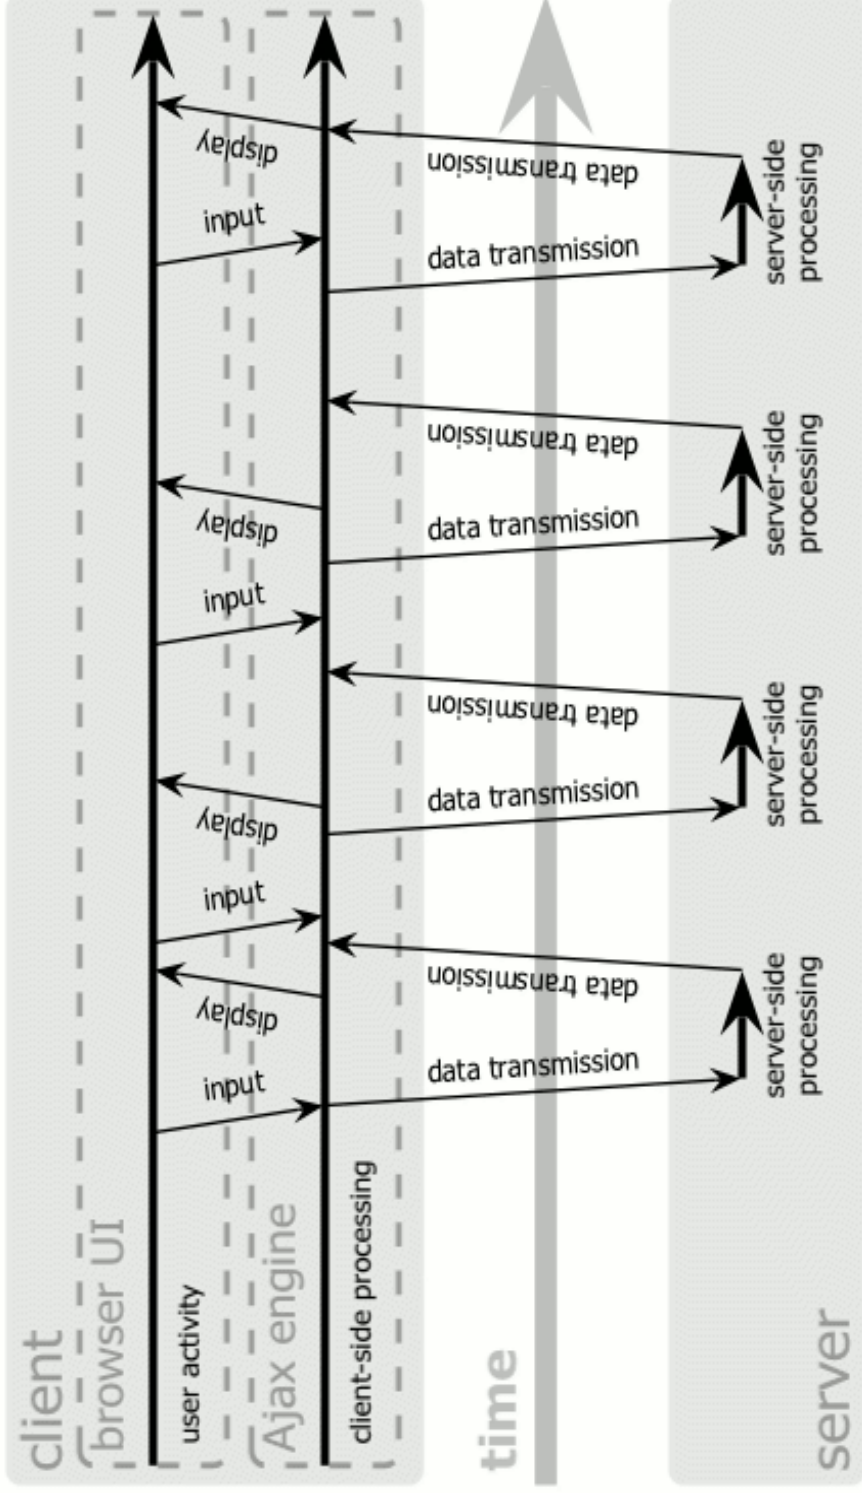 client
browser UI
user activity
input
display
input
display
input
display
input
display
Ajax engine
client-side processing
data transmission
data transmission
data transmission
data transmission
data transmission
data transmission
data transmission
data transmission
time
server-side
processing
server-side
processing
server-side
processing
server-side
processing
server